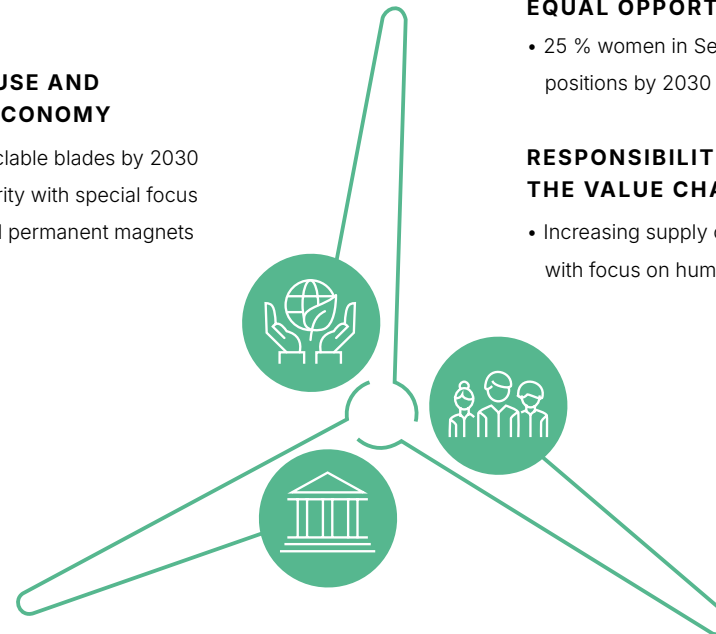 USE AND
CONOMY
clable blades by 2030
rity with special focus
permanent magnets
EQUAL OPPORT
• 25 % women in Se
positions by 2030
RESPONSIBILIT
THE VALUE CHA
• Increasing supply
with focus on hum